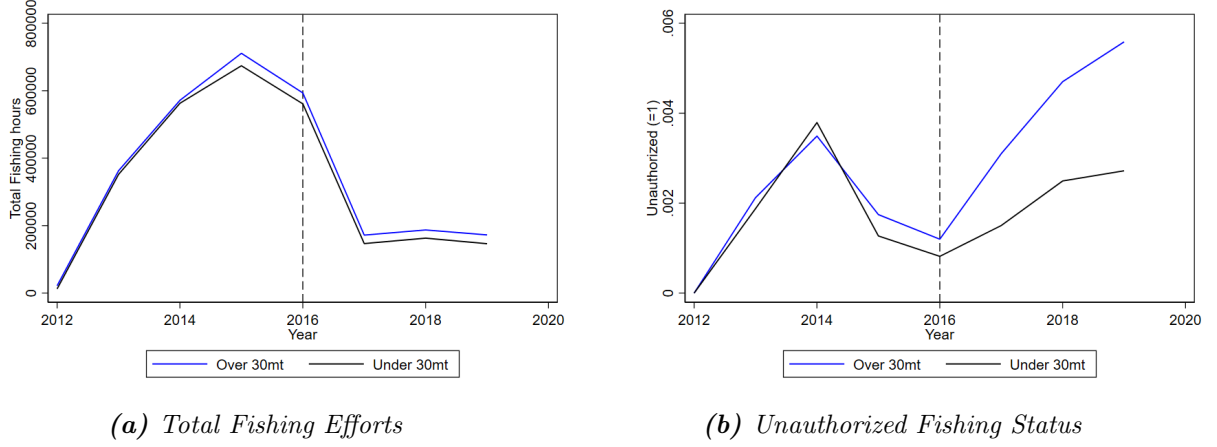 800000
600000
400000
200000
0
Total Fishing hours
2012
2014
2016
2018
2020
Year
Over 30mt
Under 30mt
(a) Total Fishing Efforts
.006
.004
.002
0
Unauthorized (=1)
2012
2014
2016
2018
2020
Year
Over 30mt
Under 30mt
(b) Unauthorized Fishing Status